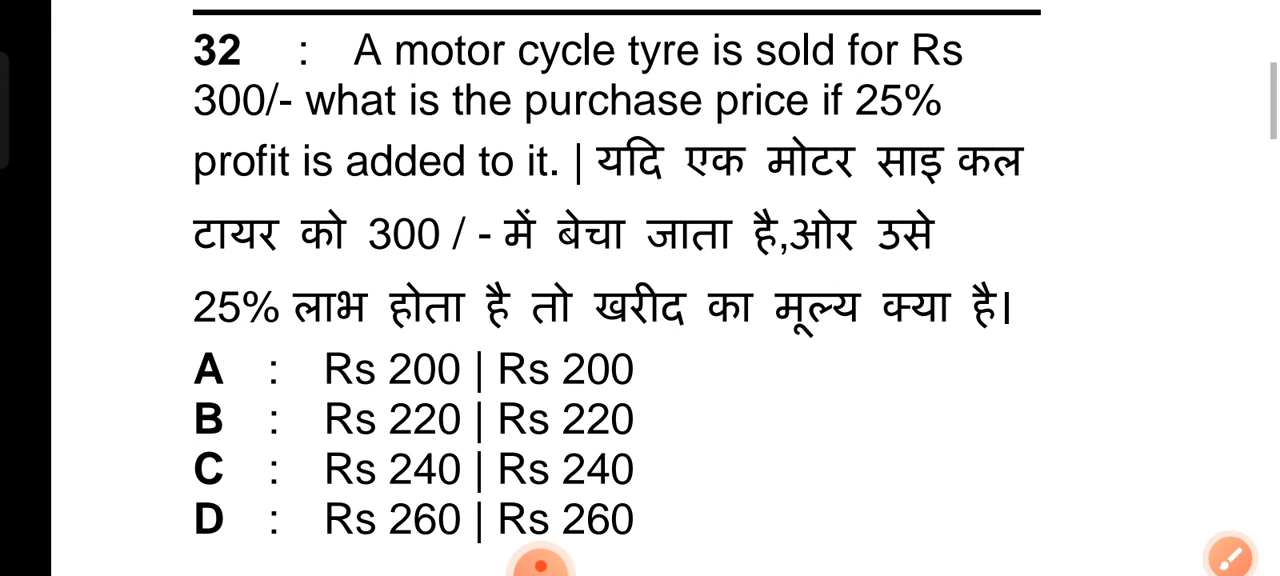 32 : A motor cycle tyre is sold for Rs
300/- what is the purchase price if 25%
profit is added to it. | यदि एक मोटर साइ कल
टायर को 300 / - में बेचा जाता है,ओर उसे
25% लाभ होता है तो खरीद का मूल्य क्या है।
A : Rs 200 | Rs 200
B : Rs 220 | Rs 220
C : Rs 240 | Rs 240
D : Rs 260 | Rs 260